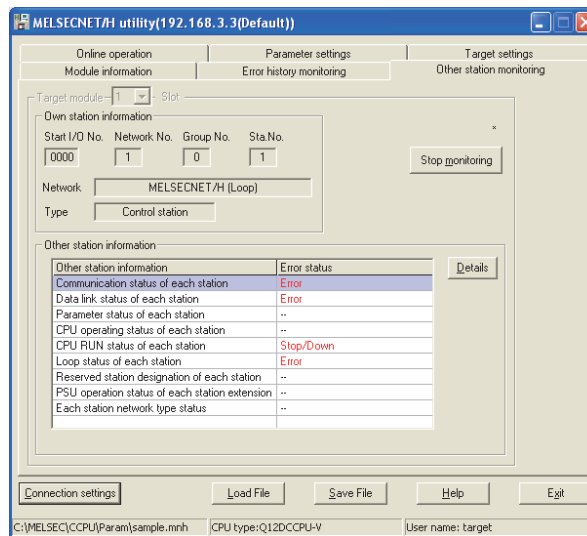 MELSECNET/H utility(192.168.3.3(Default))
Online operation Parameter settings Target settings
Module information Error history monitoring Other station monitoring
Target module 1 - Slot
Own station information
Start I/O No. Network No. Group No. Sta.No.
0000 1 0 1
*
Stop monitoring
Network MELSECNET/H (Loop)
Type Control station
Other station information
Details
Other station information Error status
Communication status of each station Error
Data link status of each station Error
Parameter status of each station --
CPU operating status of each station --
CPU RUN status of each station Stop/Down
Loop status of each station Error
Reserved station designation of each station --
PSU operation status of each station extension --
Each station network type status --
Connection settings Load File Save File Help Exit
C:\MELSEC\CCPU\Param\sample.mnh CPU type:Q12DCCPU-V User name: target